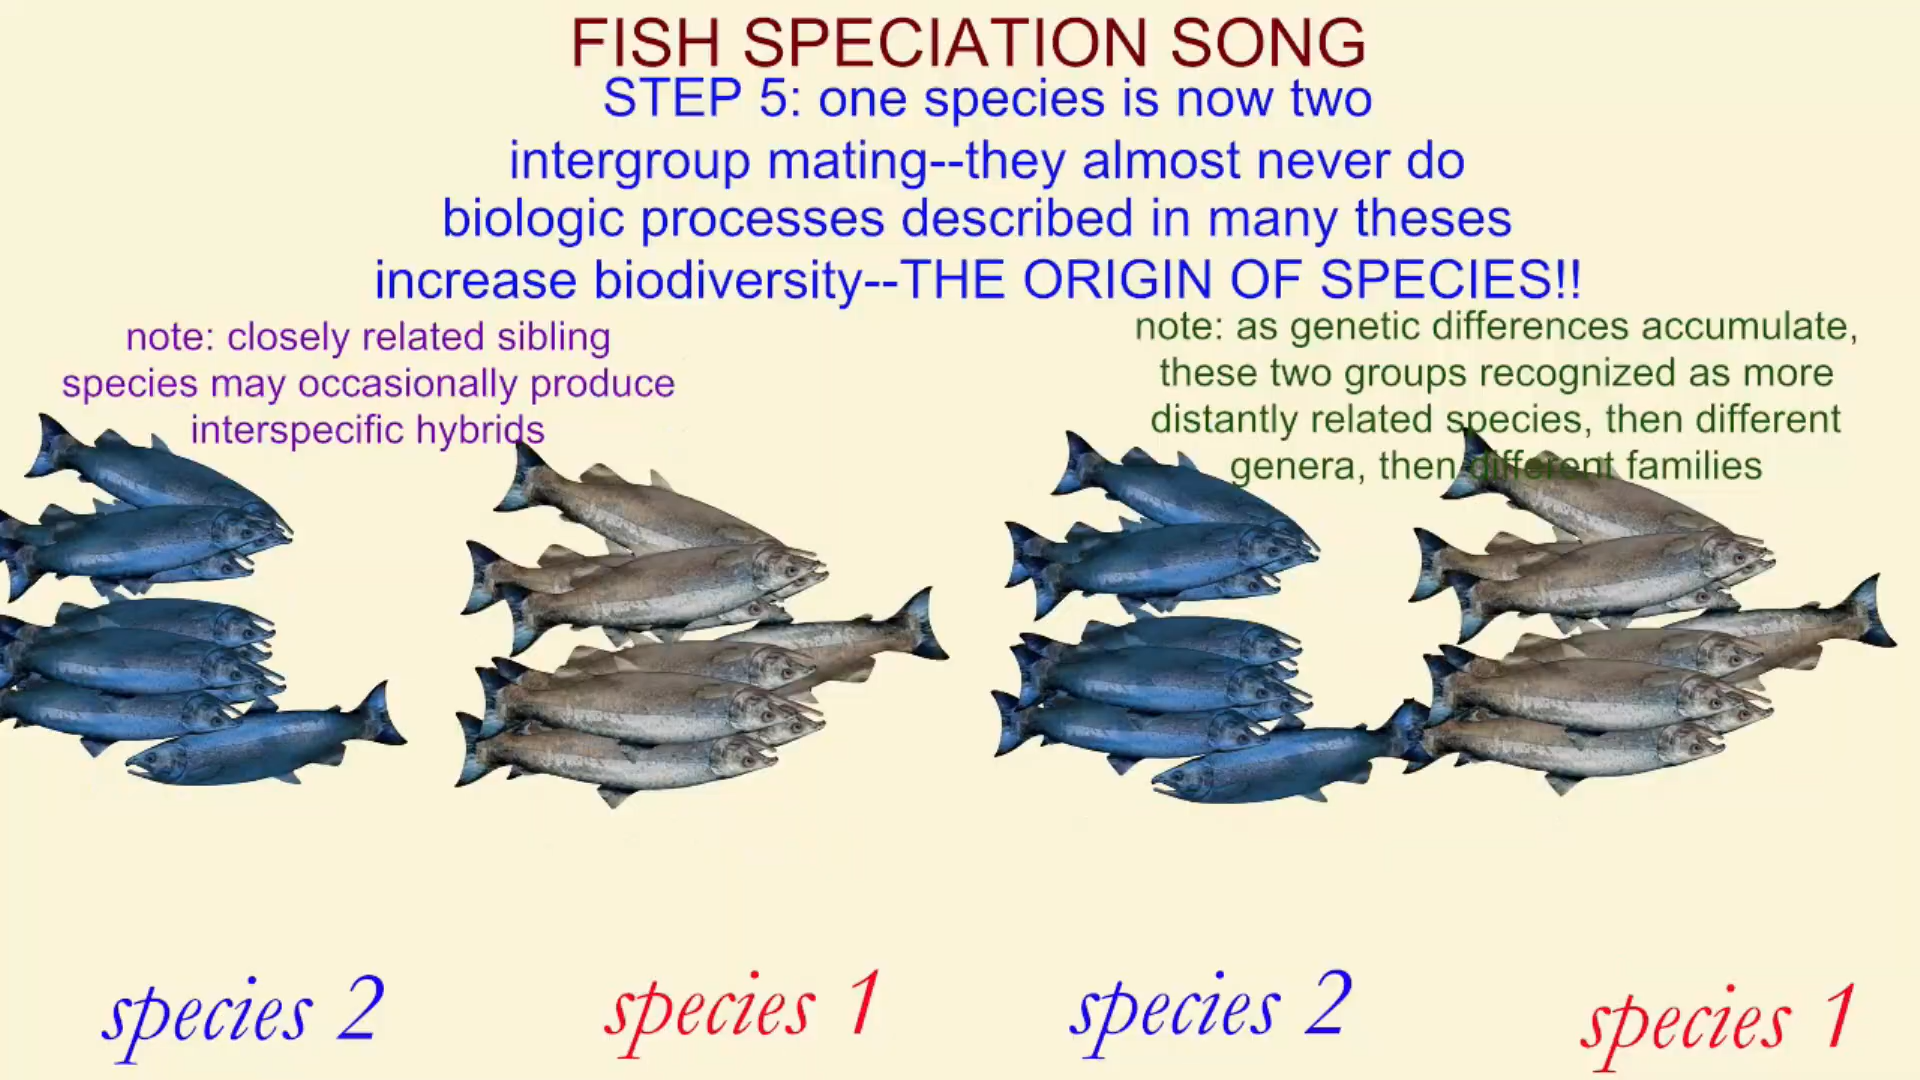 FISH SPECIATION SONG
STEP 5: one species is now two
intergroup mating--they almost never do
biologic processes described in many theses
increase biodiversity--THE ORIGIN OF SPECIES!!
note: closely related sibling
species may occasionally produce
interspecific hybrids
note: as genetic differences accumulate,
these two groups recognized as more
distantly related species, then different
genera, then different families
species 2
species 1
species 2
species 1